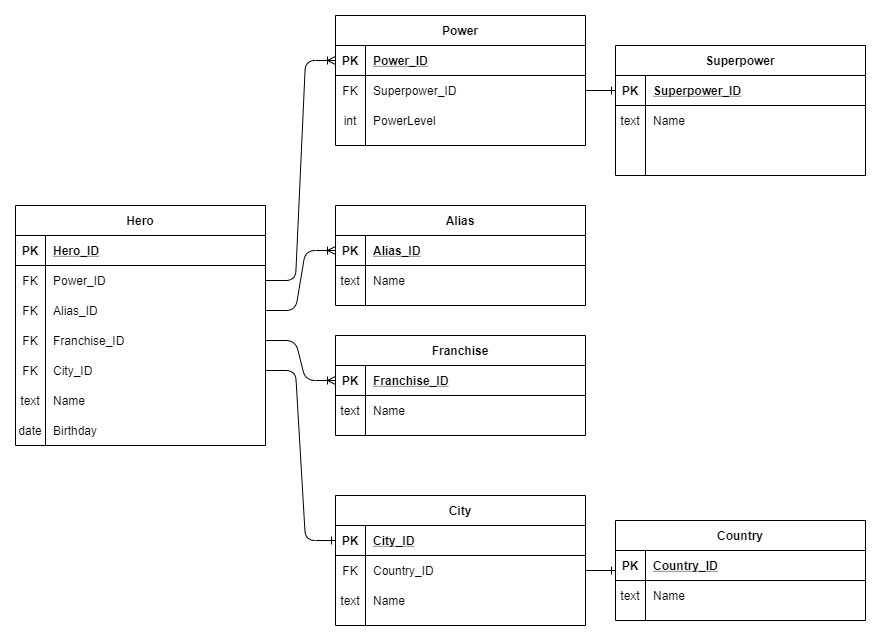 Power
PK Power_ID
FK Superpower_ID
int PowerLevel
Superpower
PK Superpower_ID
text Name
Hero
PK Hero_ID
FK Power_ID
FK Alias_ID
FK Franchise_ID
FK City_ID
text Name
date Birthday
Alias
PK Alias_ID
text Name
Franchise
PK Franchise_ID
text Name
City
PK City_ID
FK Country_ID
text Name
Country
PK Country_ID
text Name